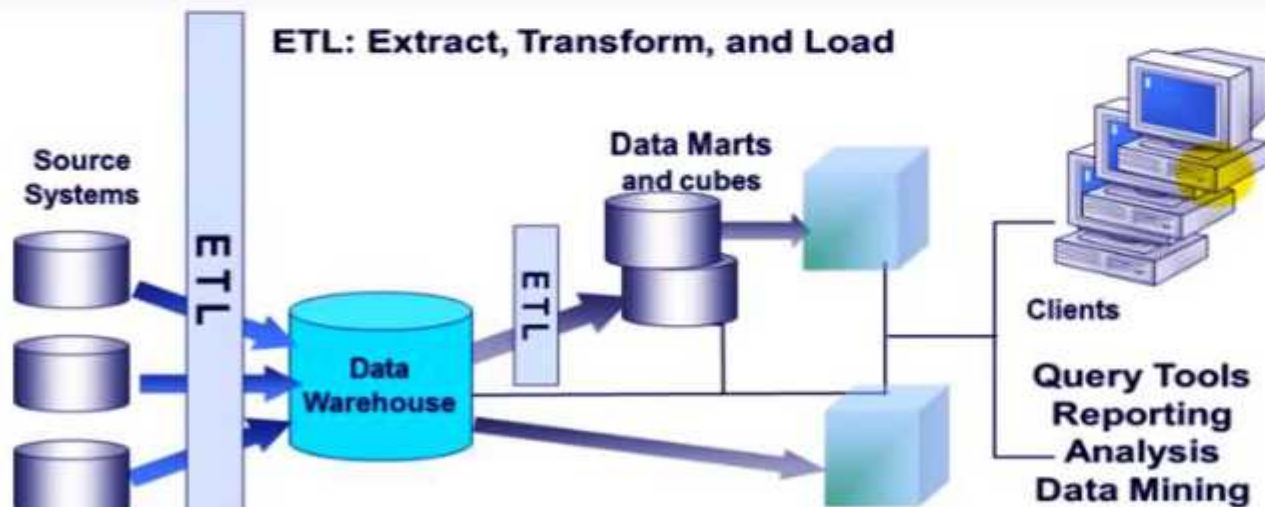 ETL: Extract, Transform, and Load
Source
Systems
ETL
Data
Warehouse
ETL
Data Marts
and cubes
Clients
Query Tools
Reporting
Analysis
Data Mining